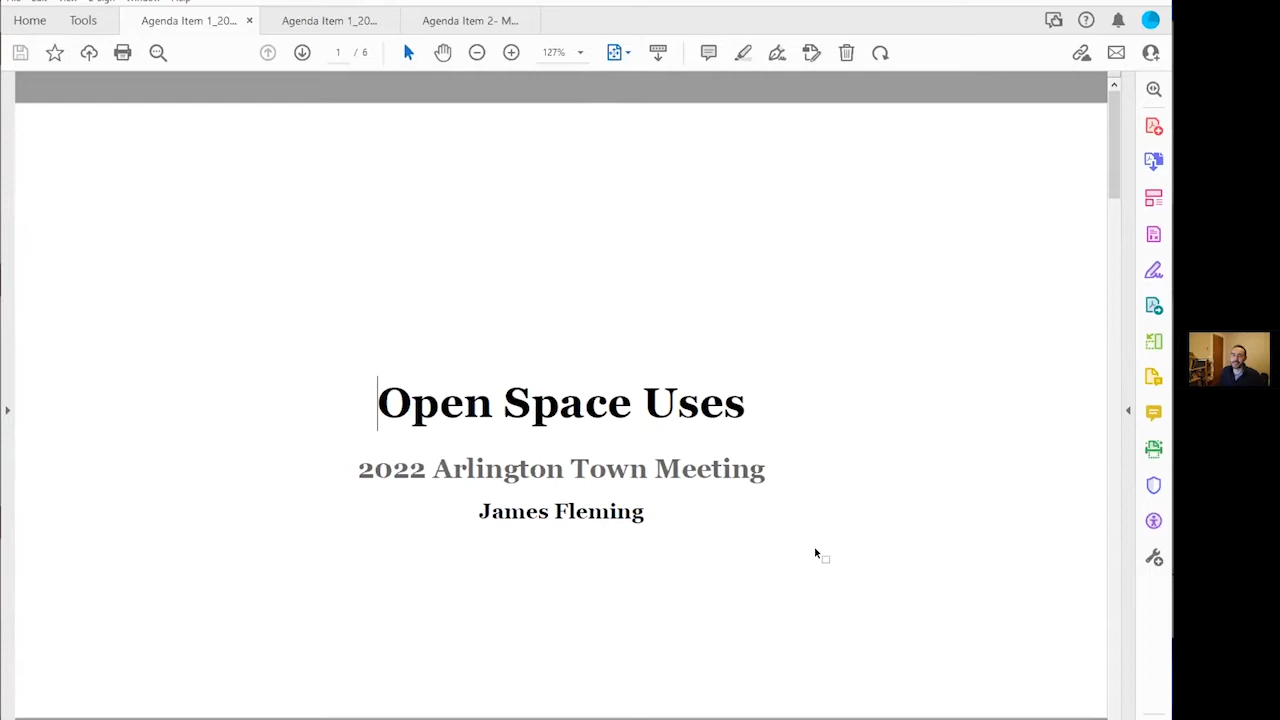 Home
Tools
Agenda Item 1_20...
Agenda Item 1_20...
Agenda Item 2- M...
1 / 6
127%
Open Space Uses
2022 Arlington Town Meeting
James Fleming